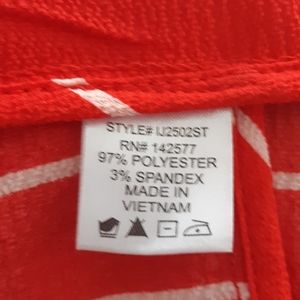 STYLE# IJ2502ST
RN# 142577
97% POLYESTER
3% SPANDEX
MADE IN
VIETNAM